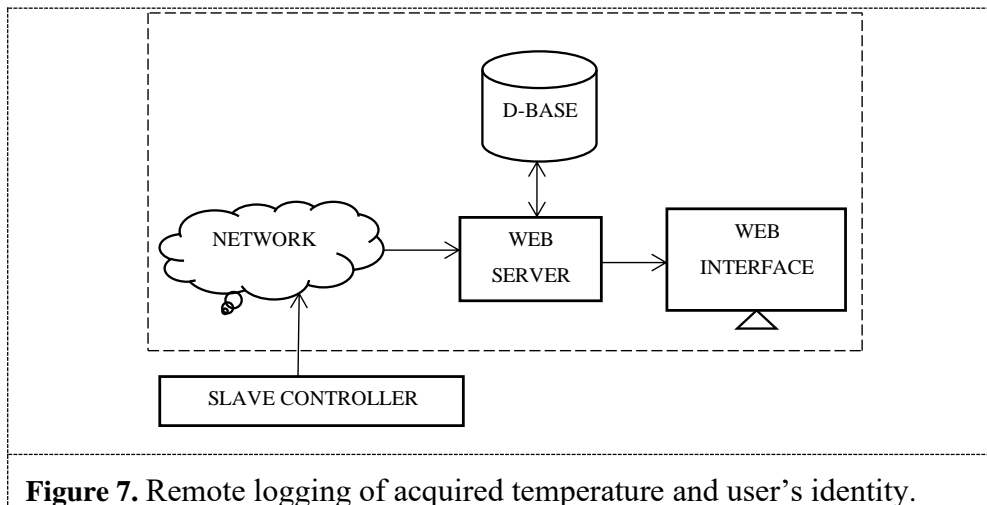 D-BASE
NETWORK
WEB
SERVER
WEB
INTERFACE
SLAVE CONTROLLER
Figure 7. Remote logging of acquired temperature and user’s identity.